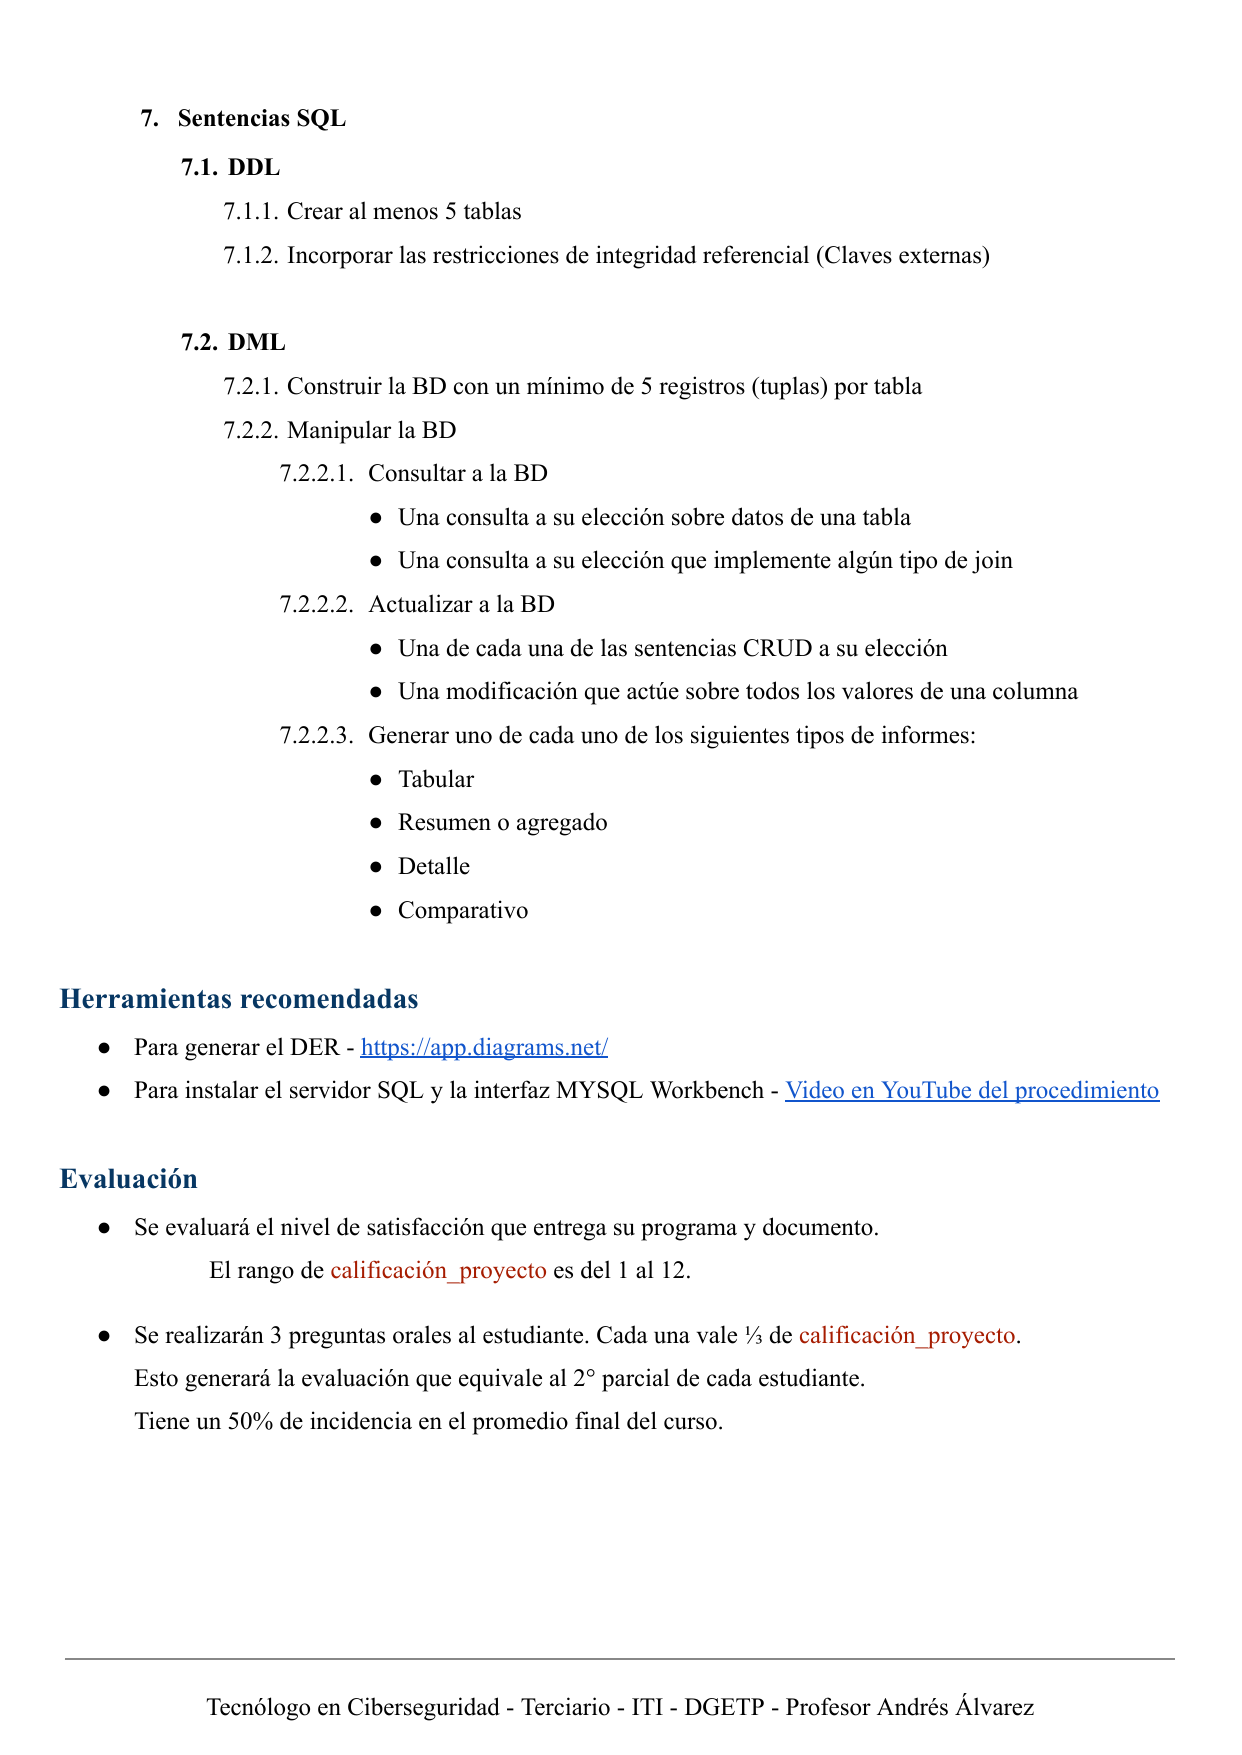 7. Sentencias SQL
7.1. DDL
7.1.1. Crear al menos 5 tablas
7.1.2. Incorporar las restricciones de integridad referencial (Claves externas)
7.2. DML
7.2.1. Construir la BD con un mínimo de 5 registros (tuplas) por tabla
7.2.2. Manipular la BD
7.2.2.1. Consultar a la BD
● Una consulta a su elección sobre datos de una tabla
● Una consulta a su elección que implemente algún tipo de join
7.2.2.2. Actualizar a la BD
● Una de cada una de las sentencias CRUD a su elección
● Una modificación que actúe sobre todos los valores de una columna
7.2.2.3. Generar uno de cada uno de los siguientes tipos de informes:
● Tabular
● Resumen o agregado
● Detalle
● Comparativo
Herramientas recomendadas
● Para generar el DER - https://app.diagrams.net/
● Para instalar el servidor SQL y la interfaz MYSQL Workbench - Video en YouTube del procedimiento
Evaluación
● Se evaluará el nivel de satisfacción que entrega su programa y documento.
El rango de calificación_proyecto es del 1 al 12.
● Se realizarán 3 preguntas orales al estudiante. Cada una vale ⅓ de calificación_proyecto.
Esto generará la evaluación que equivale al 2° parcial de cada estudiante.
Tiene un 50% de incidencia en el promedio final del curso.
Tecnólogo en Ciberseguridad - Terciario - ITI - DGETP - Profesor Andrés Álvarez